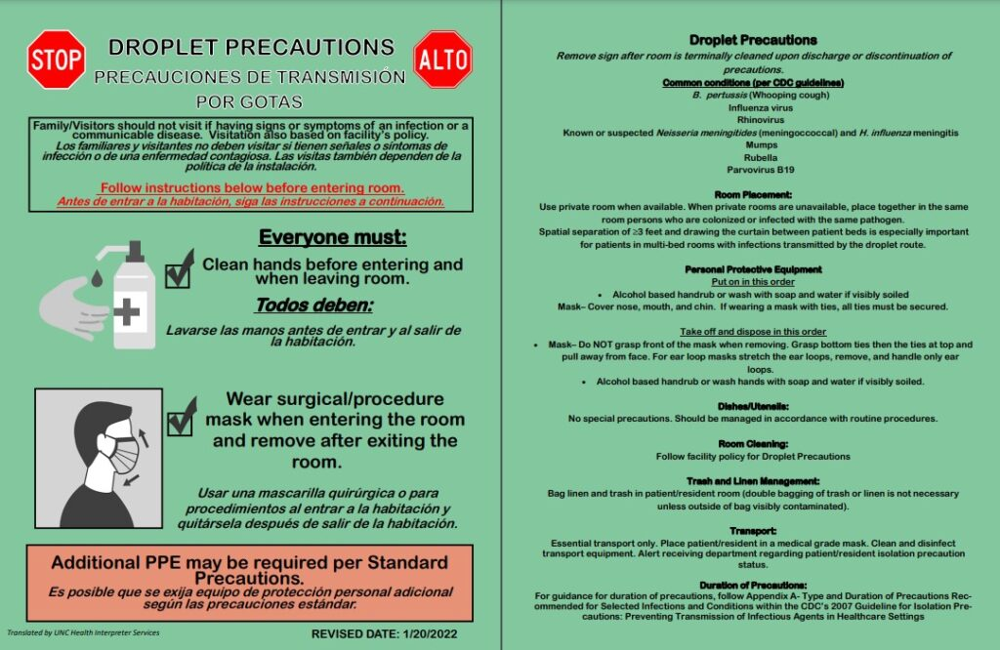 STOP
DROPLET PRECAUTIONS
ALTO
PRECAUCIONES DE TRANSMISIÓN
POR GOTAS
Family/Visitors should not visit if having signs or symptoms of an infection or a
communicable disease. Visitation also based on facility's policy.
Los familiares y visitantes no deben visitar si tienen señales o síntomas de
infección o de una enfermedad contagiosa. Las visitas también dependen de la
política de la instalación.
Follow instructions below before entering room.
Antes de entrar a la habitación, siga las instrucciones a continuación.
Everyone must:
Clean hands before entering and
when leaving room.
Todos deben:
Lavarse las manos antes de entrar y al salir de
la habitación.
Wear surgical/procedure
mask when entering the room
and remove after exiting the
room.
Usar una mascarilla quirúrgica o para
procedimientos al entrar a la habitación y
quitársela después de salir de la habitación.
Additional PPE may be required per Standard
Precautions.
Es posible que se exija equipo de protección personal adicional
según las precauciones estándar.
Translated by UNC Health Interpreter Services
REVISED DATE: 1/20/2022
Droplet Precautions
Remove sign after room is terminally cleaned upon discharge or discontinuation of
precautions.
Common conditions (per CDC guidelines)
B. pertussis (Whooping cough)
Influenza virus
Rhinovirus
Known or suspected Neisseria meningitides (meningoccoccal) and H. influenza meningitis
Mumps
Rubella
Parvovirus B19
Room Placement:
Use private room when available. When private rooms are unavailable, place together in the same
room persons who are colonized or infected with the same pathogen.
Spatial separation of ≥3 feet and drawing the curtain between patient beds is especially important
for patients in multi-bed rooms with infections transmitted by the droplet route.
Personal Protective Equipment
Put on in this order
• Alcohol based handrub or wash with soap and water if visibly soiled
Mask– Cover nose, mouth, and chin. If wearing a mask with ties, all ties must be secured.
Take off and dispose in this order
• Mask– Do NOT grasp front of the mask when removing. Grasp bottom ties then the ties at top and
pull away from face. For ear loop masks stretch the ear loops, remove, and handle only ear
loops.
• Alcohol based handrub or wash hands with soap and water if visibly soiled.
Dishes/Utensils:
No special precautions. Should be managed in accordance with routine procedures.
Room Cleaning:
Follow facility policy for Droplet Precautions
Trash and Linen Management:
Bag linen and trash in patient/resident room (double bagging of trash or linen is not necessary
unless outside of bag visibly contaminated).
Transport:
Essential transport only. Place patient/resident in a medical grade mask. Clean and disinfect
transport equipment. Alert receiving department regarding patient/resident isolation precaution
status.
Duration of Precautions:
For guidance for duration of precautions, follow Appendix A- Type and Duration of Precautions Rec-
ommended for Selected Infections and Conditions within the CDC's 2007 Guideline for Isolation Pre-
cautions: Preventing Transmission of Infectious Agents in Healthcare Settings